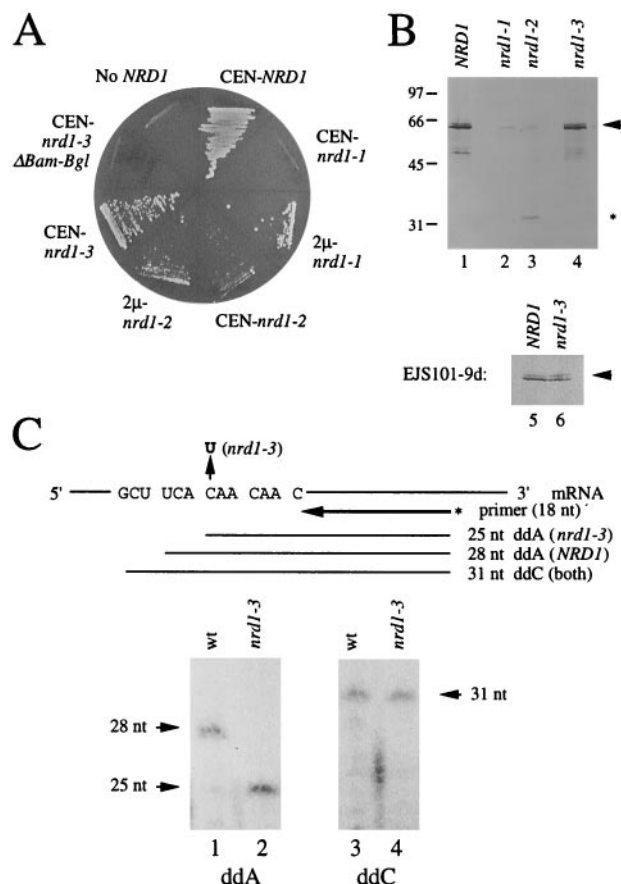 A
No NRD1
CEN-NRD1
CEN-
nrd1-3
ΔBam-Bgl
CEN-
nrd1-1
CEN-
nrd1-3
2μ-
nrd1-1
2μ-
nrd1-2
CEN-nrd1-2
B
NRD1
nrd1-1
nrd1-2
nrd1-3
97
66
45
31
*
1 2 3 4
NRD1
nrd1-3
EJS101-9d:
5 6
C
U (nrd1-3)
5' GCU UCA CAA CAA C 3' mRNA
* primer (18 nt)
25 nt ddA (nrd1-3)
28 nt ddA (NRD1)
31 nt ddC (both)
wt
nrd1-3
wt
nrd1-3
28 nt
25 nt
31 nt
1 2 3 4
ddA ddC